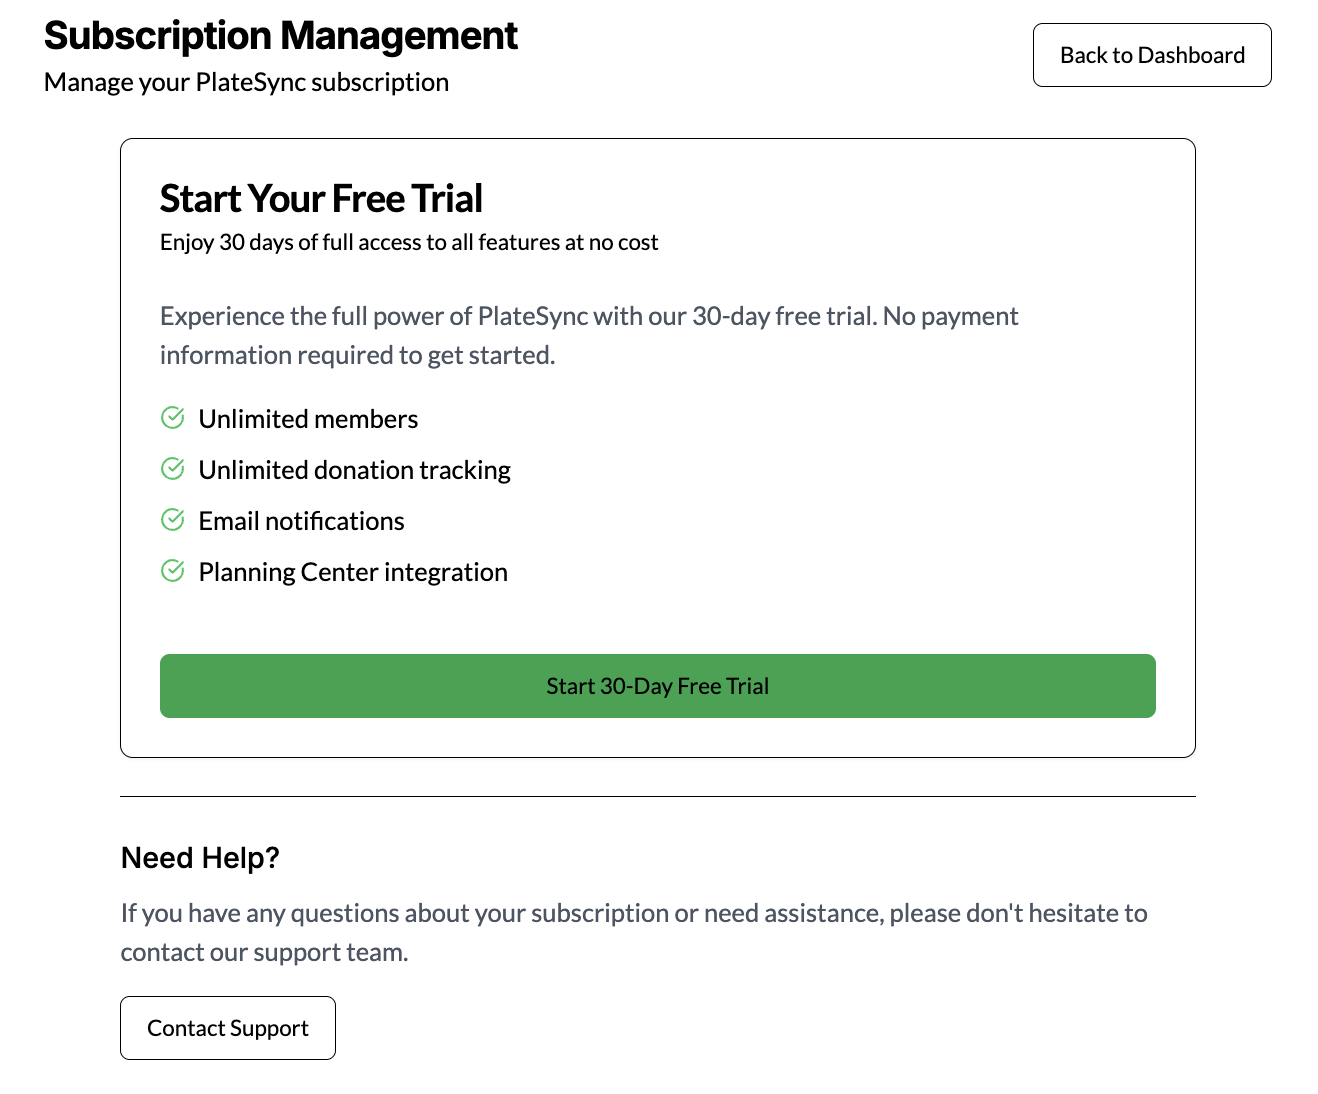 Subscription Management
Manage your PlateSync subscription
Back to Dashboard
Start Your Free Trial
Enjoy 30 days of full access to all features at no cost
Experience the full power of PlateSync with our 30-day free trial. No payment
information required to get started.
Unlimited members
Unlimited donation tracking
Email notifications
Planning Center integration
Start 30-Day Free Trial
Need Help?
If you have any questions about your subscription or need assistance, please don't hesitate to
contact our support team.
Contact Support